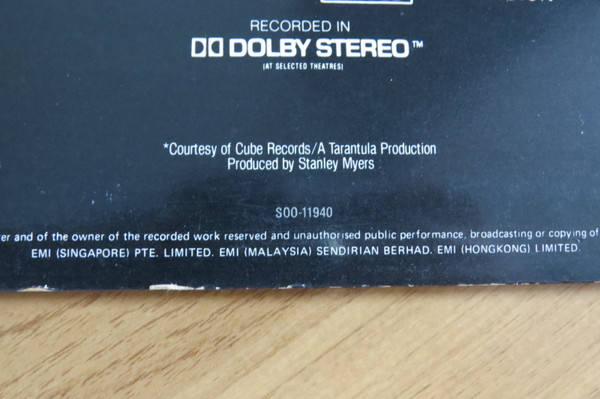 RECORDED IN
DOLBY STEREO™
(AT SELECTED THEATRES)
*Courtesy of Cube Records/A Tarantula Production
Produced by Stanley Myers
SOO-11940
er and of the owner of the recorded work reserved and unauthorised public performance, broadcasting or copying of
EMI (SINGAPORE) PTE. LIMITED. EMI (MALAYSIA) SENDIRIAN BERHAD. EMI (HONGKONG) LIMITED.